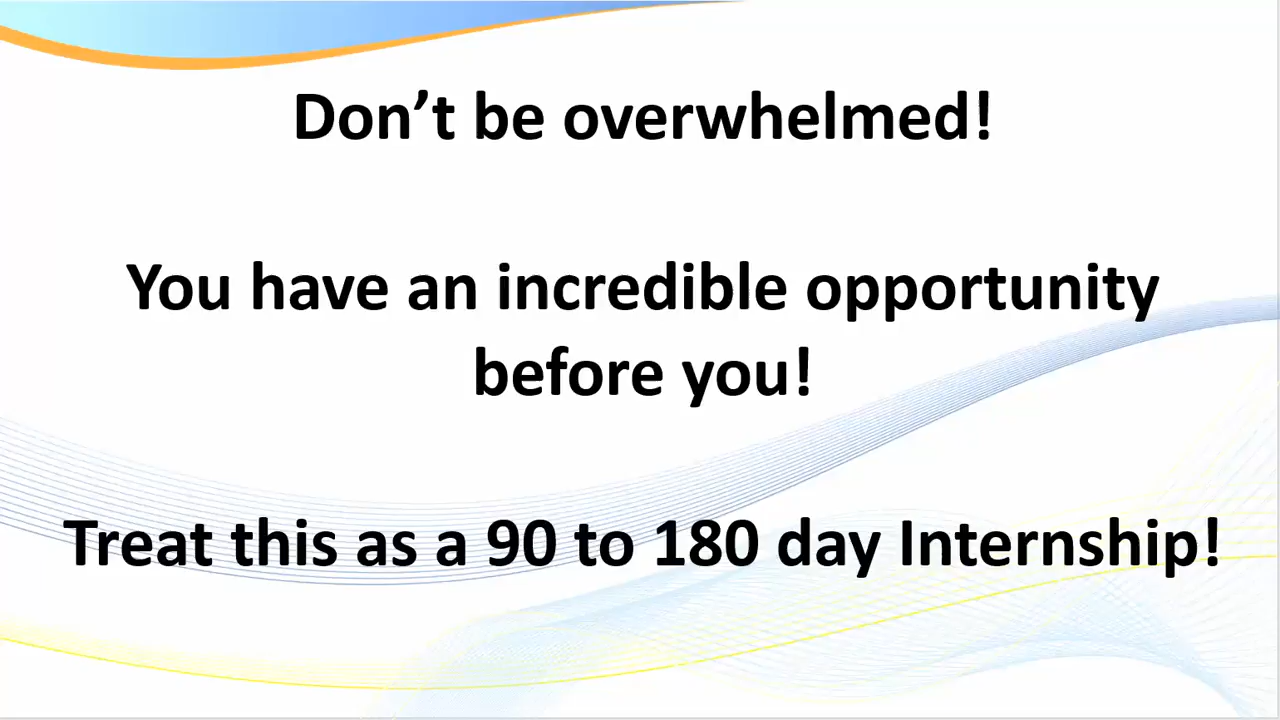 Don’t be overwhelmed!
You have an incredible opportunity
before you!
Treat this as a 90 to 180 day Internship!